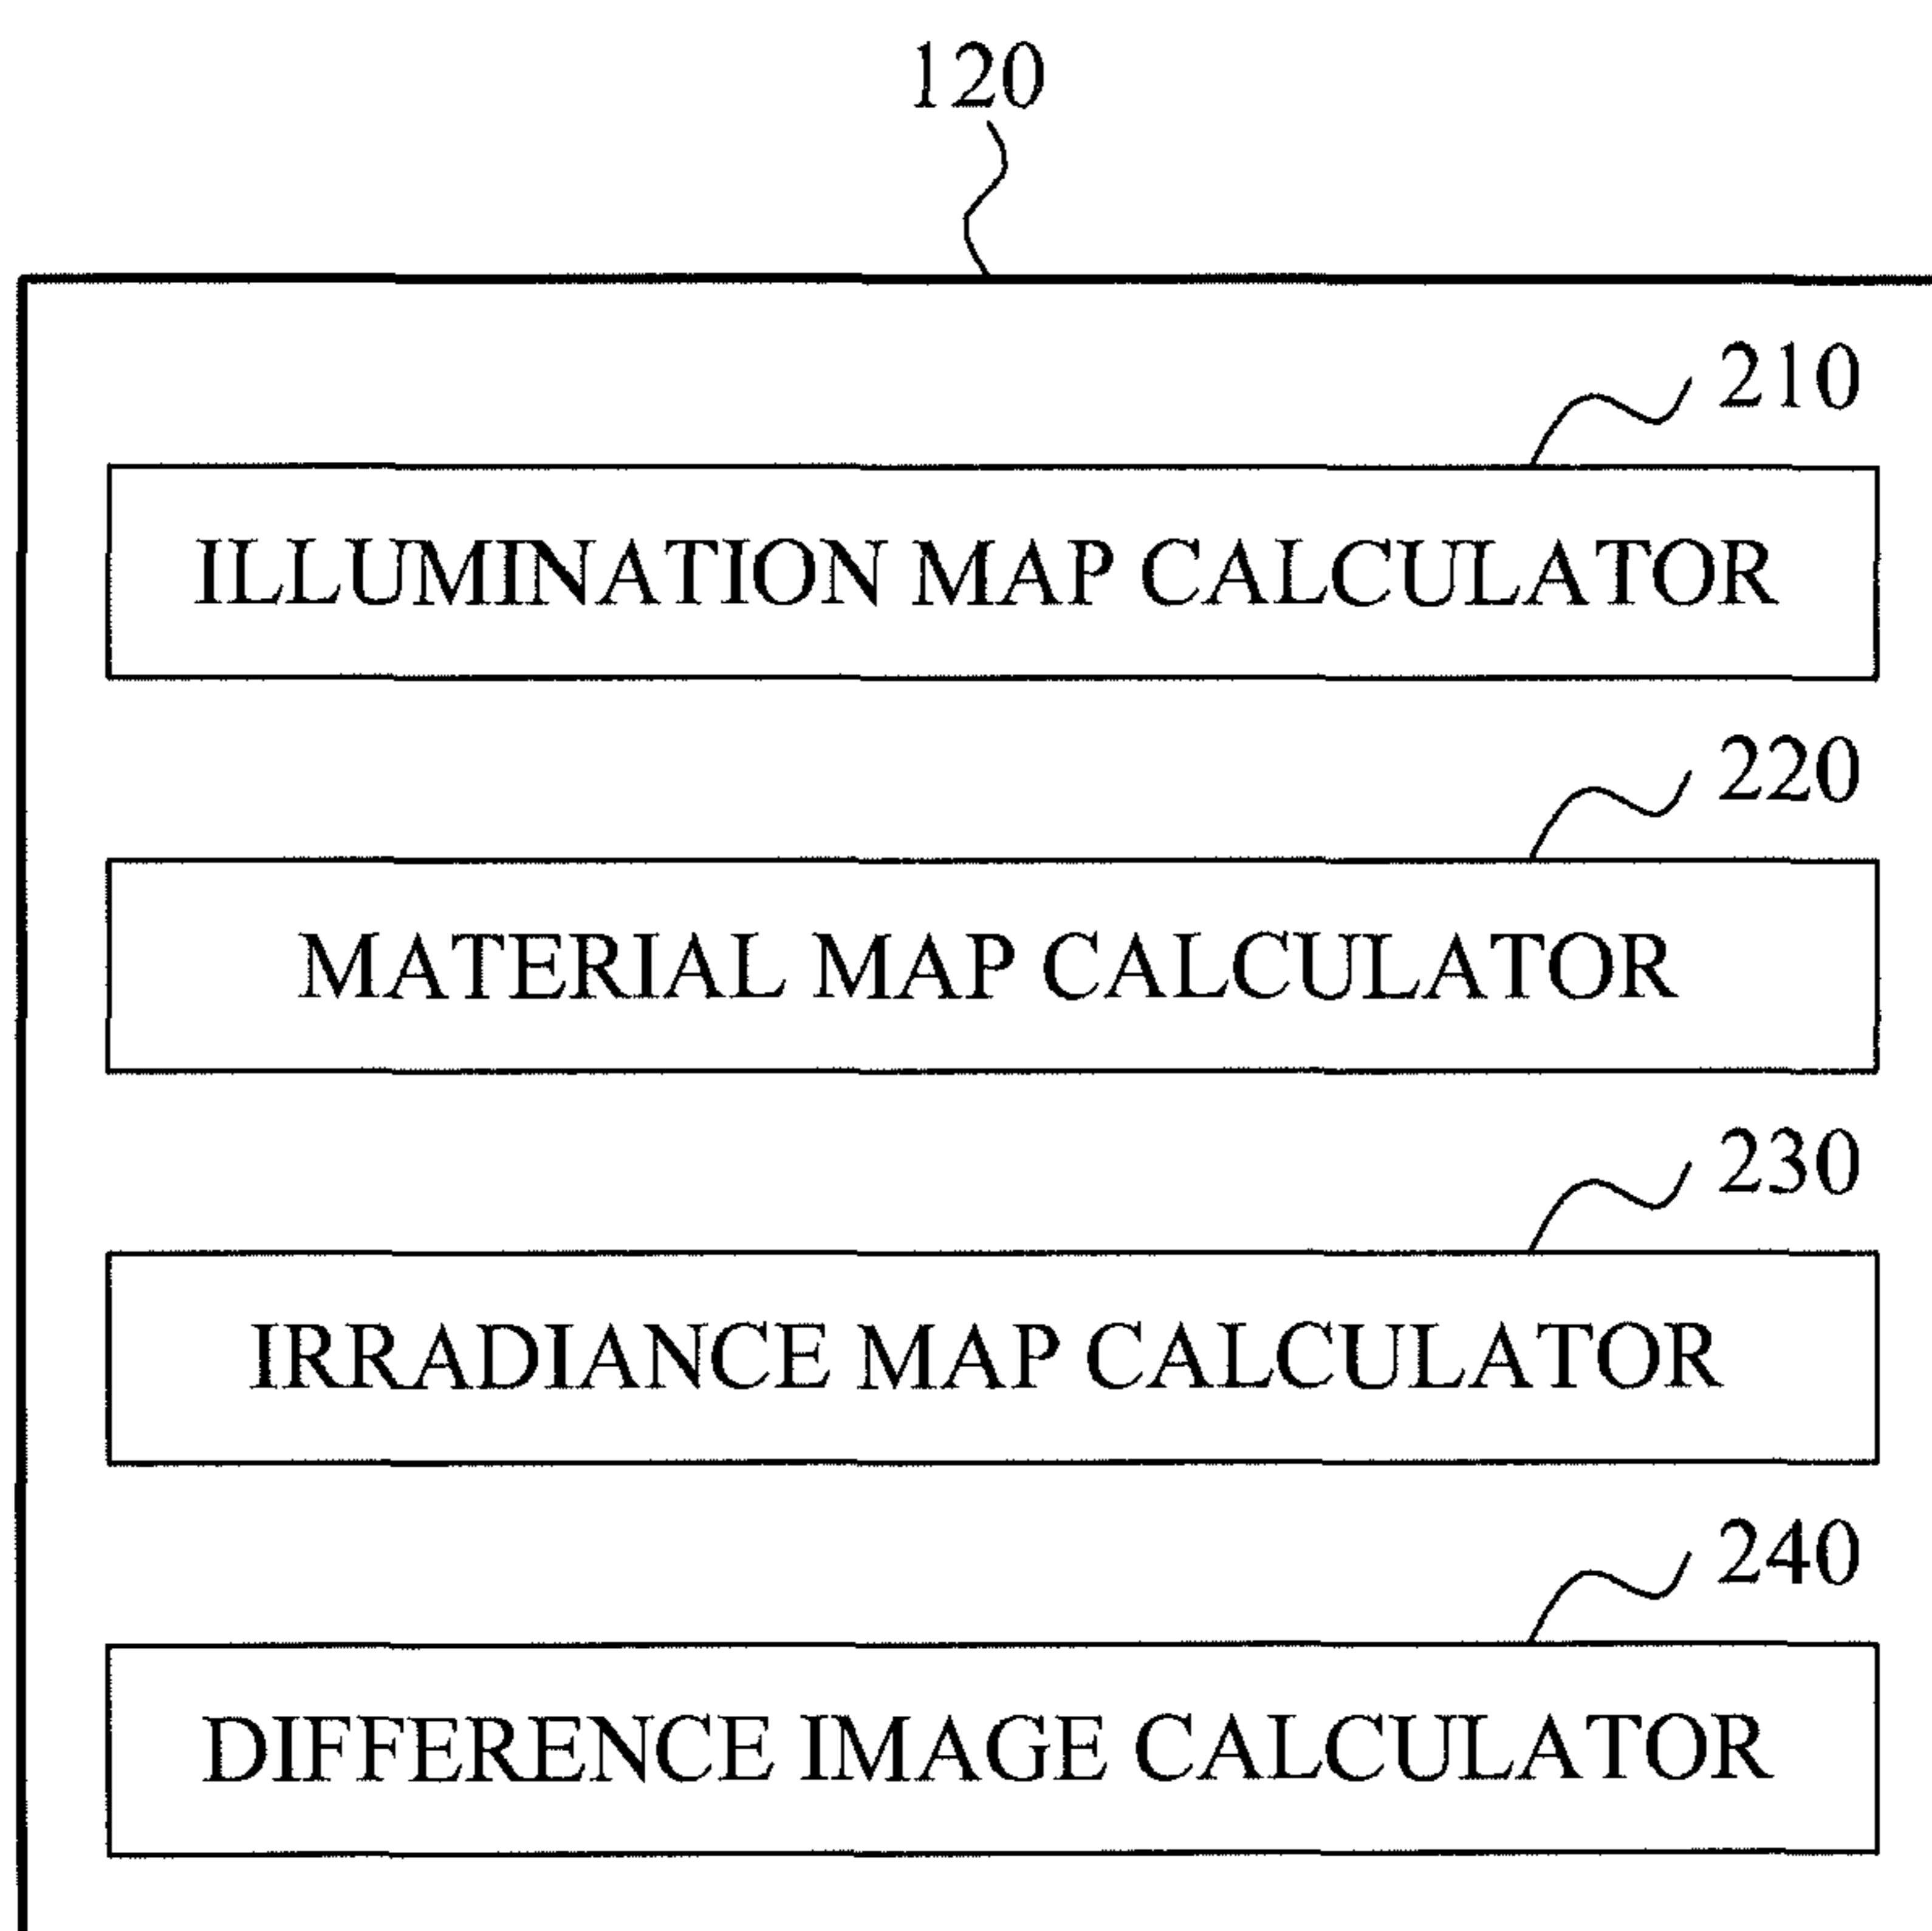 120
210
ILLUMINATION MAP CALCULATOR
220
MATERIAL MAP CALCULATOR
230
IRRADIANCE MAP CALCULATOR
240
DIFFERENCE IMAGE CALCULATOR